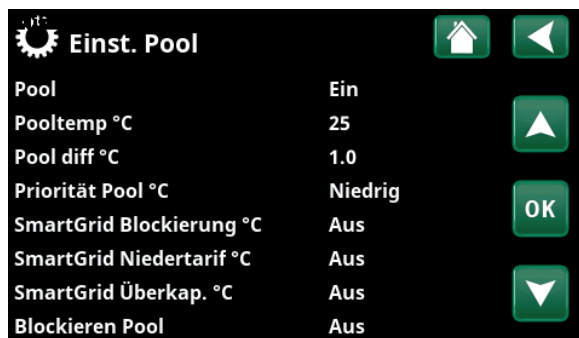 Einst. Pool
Pool Ein
Pooltemp °C 25
Pool diff °C 1.0
Priorität Pool °C Niedrig
OK
SmartGrid Blockierung °C Aus
SmartGrid Niedertarif °C Aus
SmartGrid Überkap. °C Aus
Blockieren Pool Aus